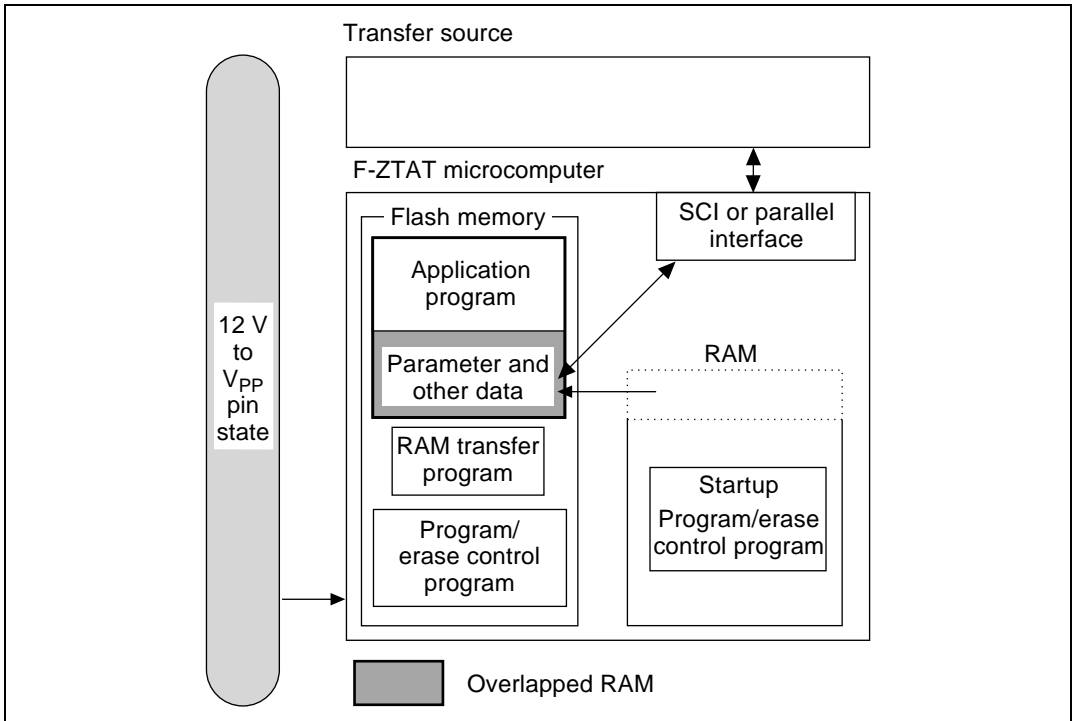 Transfer source
F-ZTAT microcomputer
SCI or parallel
interface
Flash memory
Application
program
12 V
to
VPP
pin
state
Parameter and
other data
RAM
RAM transfer
program
Startup
Program/erase
control program
Program/
erase control
program
Overlapped RAM